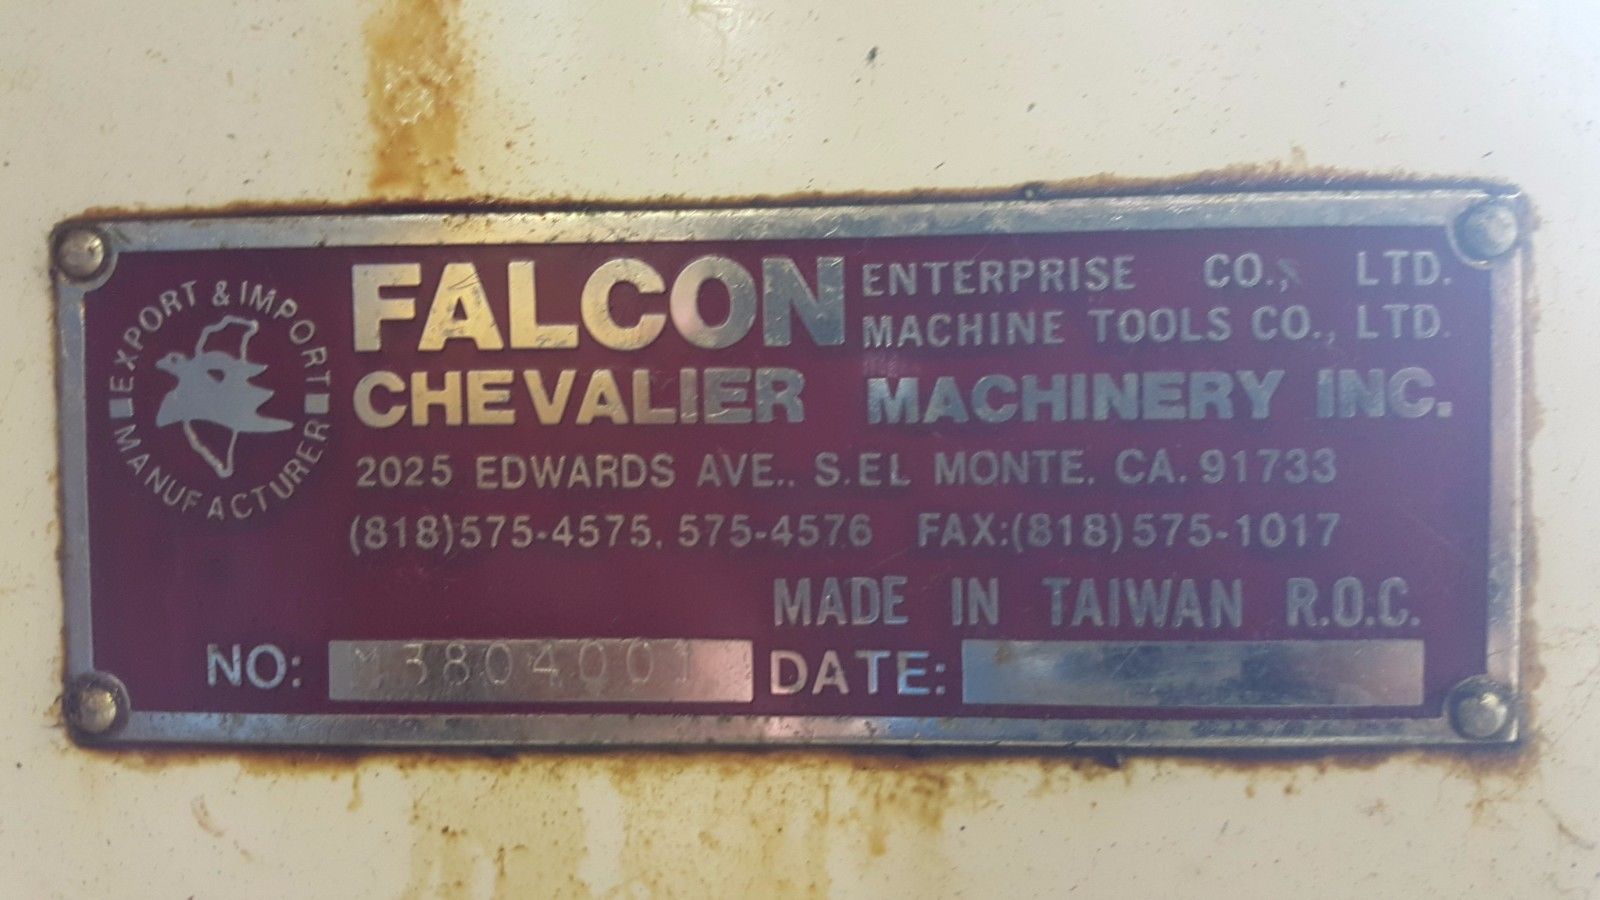 EXPORT & IMPORT
MANUFACTURER
FALCON ENTERPRISE CO., LTD.
MACHINE TOOLS CO., LTD.
CHEVALIER MACHINERY INC.
2025 EDWARDS AVE.. S.EL MONTE. CA. 91733
(818)575-4575. 575-4576 FAX:(818)575-1017
MADE IN TAIWAN R.O.C.
NO: M3804001 DATE: